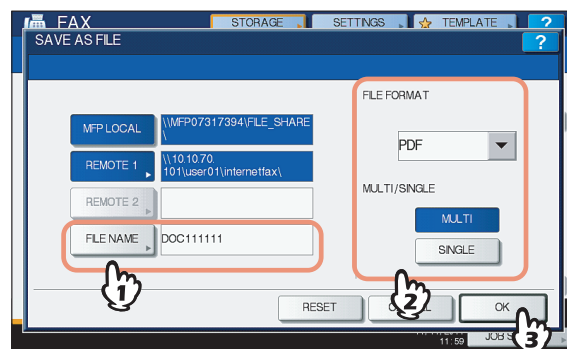 FAX
STORAGE
SETTINGS
TEMPLATE
?
SAVE AS FILE
?
FILE FORMAT
MFP LOCAL
\\MFP07317394\FILE_SHARE
\
PDF
REMOTE 1
\\10.10.70.
101\user01\internetfax\
MULTI/SINGLE
REMOTE 2
MULTI
FILE NAME
DOC111111
SINGLE
1
2
RESET
OK
3
11:59
JOB S